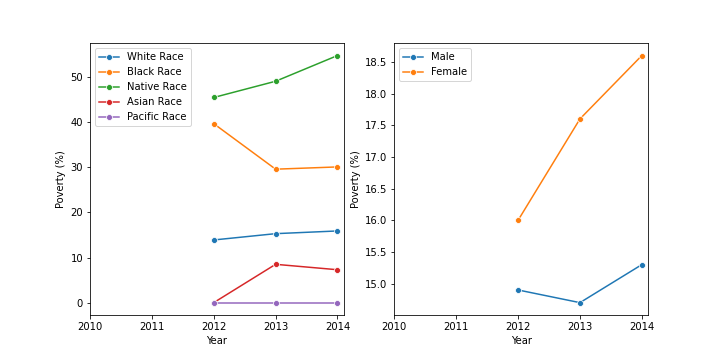 White Race
Black Race
Native Race
Asian Race
Pacific Race
50
40
30
20
10
0
Poverty (%)
2010 2011 2012 2013 2014
Year
Male
Female
18.5
18.0
17.5
17.0
16.5
16.0
15.5
15.0
Poverty (%)
2010 2011 2012 2013 2014
Year